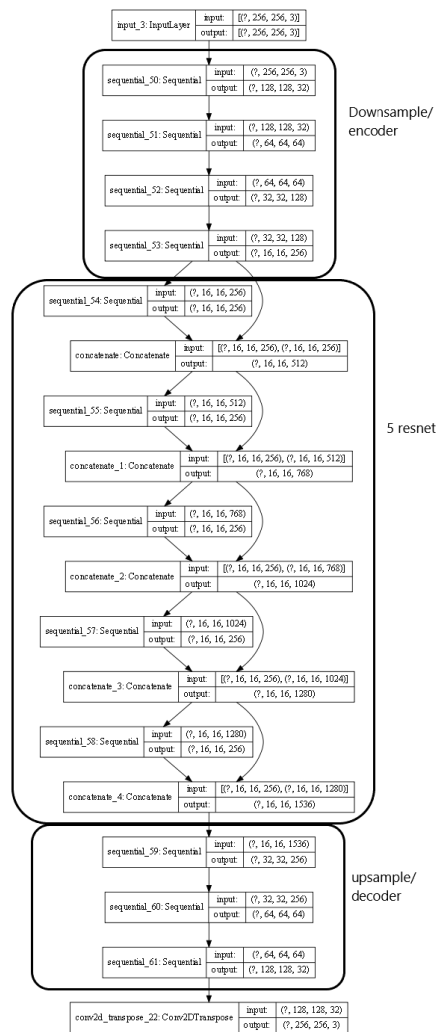 input_3: InputLayer
input: [(?, 256, 256, 3)]
output: [(?, 256, 256, 3)]
sequential_50: Sequential
input: (?, 256, 256, 3)
output: (?, 128, 128, 32)
Downsample/
encoder
sequential_51: Sequential
input: (?, 128, 128, 32)
output: (?, 64, 64, 64)
sequential_52: Sequential
input: (?, 64, 64, 64)
output: (?, 32, 32, 128)
sequential_53: Sequential
input: (?, 32, 32, 128)
output: (?, 16, 16, 256)
sequential_54: Sequential
input: (?, 16, 16, 256)
output: (?, 16, 16, 256)
concatenate: Concatenate
input: [(?, 16, 16, 256), (?, 16, 16, 256)]
output: (?, 16, 16, 512)
sequential_55: Sequential
input: (?, 16, 16, 512)
output: (?, 16, 16, 256)
5 resnet
concatenate_1: Concatenate
input: [(?, 16, 16, 256), (?, 16, 16, 512)]
output: (?, 16, 16, 768)
sequential_56: Sequential
input: (?, 16, 16, 768)
output: (?, 16, 16, 256)
concatenate_2: Concatenate
input: [(?, 16, 16, 256), (?, 16, 16, 768)]
output: (?, 16, 16, 1024)
sequential_57: Sequential
input: (?, 16, 16, 1024)
output: (?, 16, 16, 256)
concatenate_3: Concatenate
input: [(?, 16, 16, 256), (?, 16, 16, 1024)]
output: (?, 16, 16, 1280)
sequential_58: Sequential
input: (?, 16, 16, 1280)
output: (?, 16, 16, 256)
concatenate_4: Concatenate
input: [(?, 16, 16, 256), (?, 16, 16, 1280)]
output: (?, 16, 16, 1536)
sequential_59: Sequential
input: (?, 16, 16, 1536)
output: (?, 32, 32, 256)
upsample/
decoder
sequential_60: Sequential
input: (?, 32, 32, 256)
output: (?, 64, 64, 64)
sequential_61: Sequential
input: (?, 64, 64, 64)
output: (?, 128, 128, 32)
conv2d_transpose_22: Conv2DTranspose
input: (?, 128, 128, 32)
output: (?, 256, 256, 3)